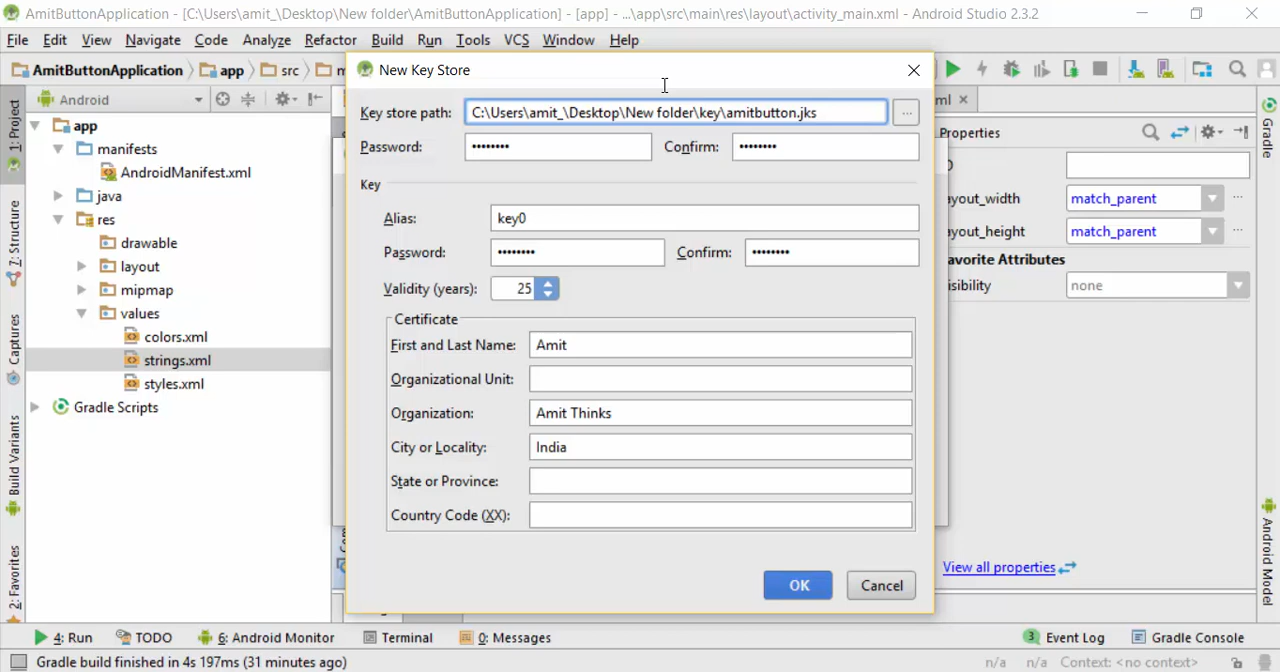 AmitButtonApplication - [C:\Users\amit_\Desktop\New folder\AmitButtonApplication] - [app] - ...\app\src\main\res\layout\activity_main.xml - Android Studio 2.3.2
File Edit View Navigate Code Analyze Refactor Build Run Tools VCS Window Help
AmitButtonApplication app src m
New Key Store
Key store path: C:\Users\amit_\Desktop\New folder\key\amitbutton.jks ...
Password: •••••••• Confirm: ••••••••
Key
Alias: key0
Password: •••••••• Confirm: ••••••••
Validity (years): 25
Certificate
First and Last Name: Amit
Organizational Unit:
Organization: Amit Thinks
City or Locality: India
State or Province:
Country Code (XX):
OK Cancel
1: Project
7: Structure
Captures
Build Variants
2: Favorites
Android
app
manifests
AndroidManifest.xml
java
res
drawable
layout
mipmap
values
colors.xml
strings.xml
styles.xml
Gradle Scripts
ml
Properties
ayout_width match_parent ...
ayout_height match_parent ...
avorite Attributes
isibility none
View all properties
Gradle
Android Model
4: Run TODO 6: Android Monitor Terminal 0: Messages 3 Event Log Gradle Console
Gradle build finished in 4s 197ms (31 minutes ago) n/a n/a Context: <no context>